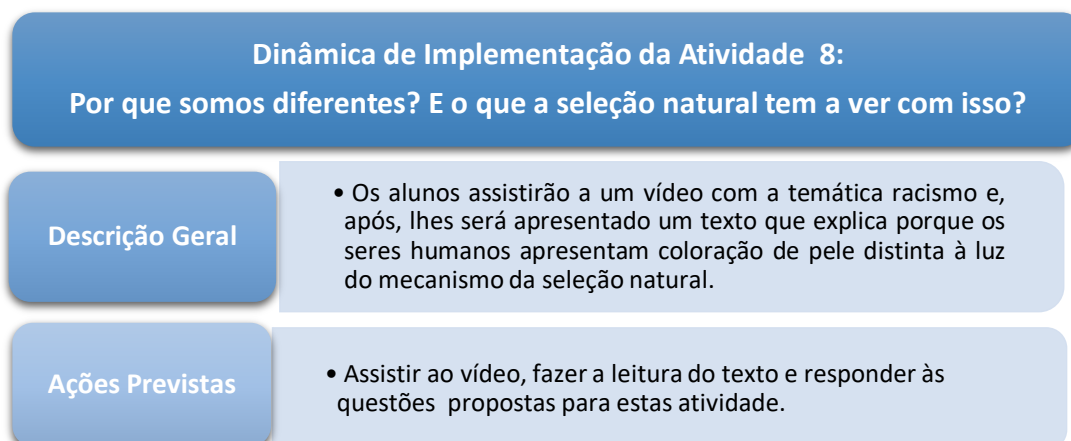 Dinâmica de Implementação da Atividade 8:
Por que somos diferentes? E o que a seleção natural tem a ver com isso?
Descrição Geral
• Os alunos assistirão a um vídeo com a temática racismo e,
após, lhes será apresentado um texto que explica porque os
seres humanos apresentam coloração de pele distinta à luz
do mecanismo da seleção natural.
Ações Previstas
• Assistir ao vídeo, fazer a leitura do texto e responder às
questões propostas para estas atividade.